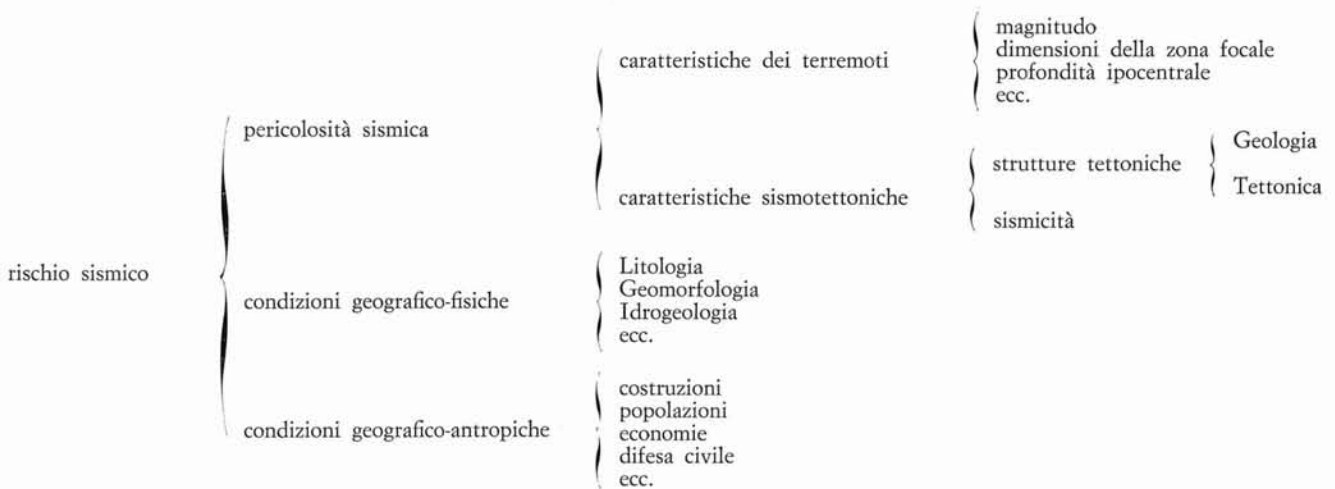 magnitudo
dimensioni della zona focale
profondità ipocentrale
ecc.
caratteristiche dei terremoti
pericolosità sismica
Geologia
strutture tettoniche
Tettonica
caratteristiche sismotettoniche
sismicità
rischio sismico
Litologia
Geomorfologia
Idrogeologia
ecc.
condizioni geografico-fisiche
costruzioni
popolazioni
economie
difesa civile
ecc.
condizioni geografico-antropiche